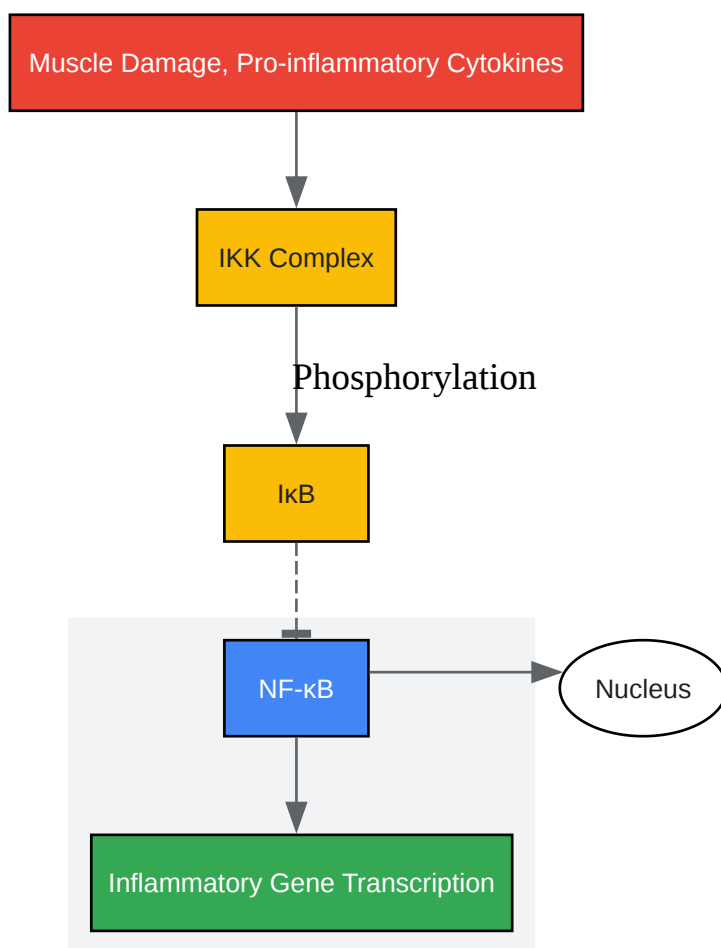 Muscle Damage, Pro-inflammatory Cytokines
IKK Complex
Phosphorylation
IκB
NF-κB
Nucleus
Inflammatory Gene Transcription